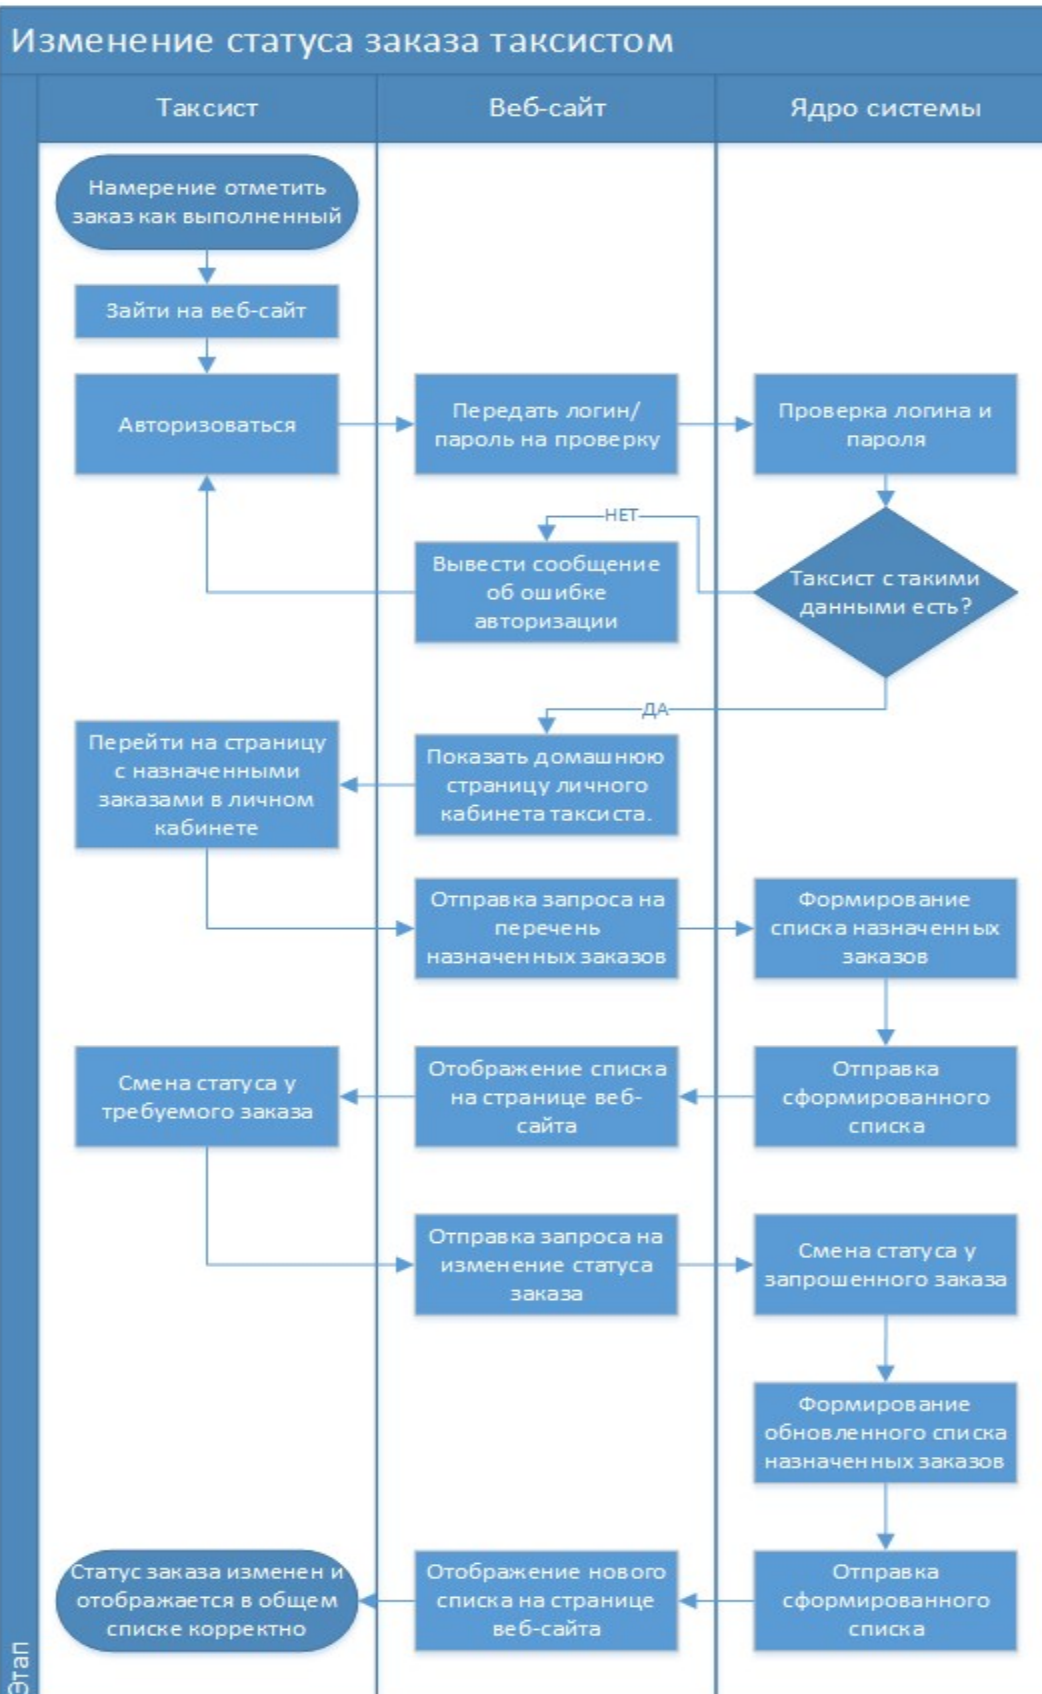 Изменение статуса заказа таксистом
Таксист
Веб-сайт
Ядро системы
Намерение отметить
заказ как выполненный
Зайти на веб-сайт
Авторизоваться
Передать логин/
пароль на проверку
Проверка логина и
пароля
НЕТ
Вывести сообщение
об ошибке
авторизации
Таксист с такими
данными есть?
ДА
Показать домашнюю
страницу личного
кабинета таксиста.
Перейти на страницу
с назначенными
заказами в личном
кабинете
Отправка запроса на
перечень
назначенных заказов
Формирование
списка назначенных
заказов
Отправка
сформированного
списка
Отображение списка
на странице веб-
сайта
Смена статуса у
требуемого заказа
Отправка запроса на
изменение статуса
заказа
Смена статуса у
запрошенного заказа
Формирование
обновленного списка
назначенных заказов
Отправка
сформированного
списка
Отображение нового
списка на странице
веб-сайта
Статус заказа изменен и
отображается в общем
списке корректно
Этап